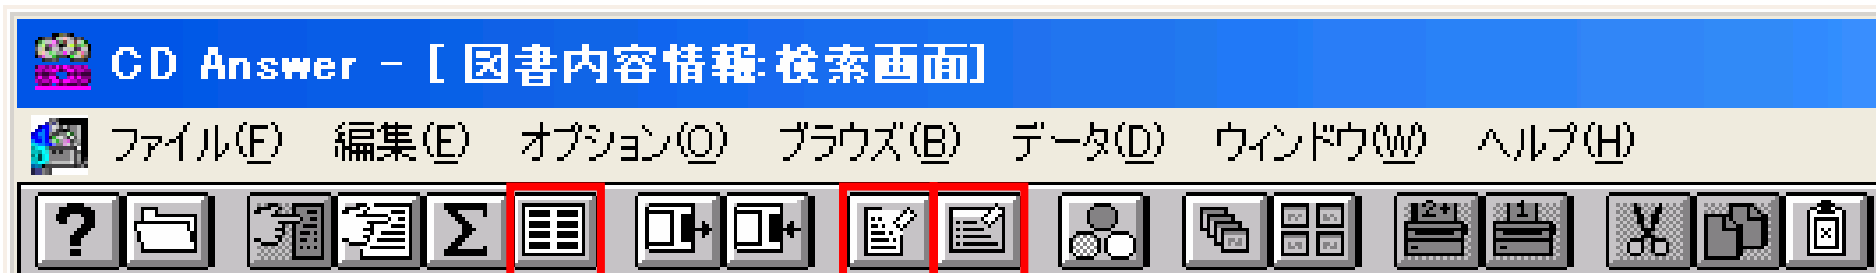 CD Answer - [ 図書内容情報:検索画面]
ファイル(F) 編集(E) オプション(O) ブラウズ(B) データ(D) ウィンドウ(W) ヘルプ(H)
? Σ 2+ 1